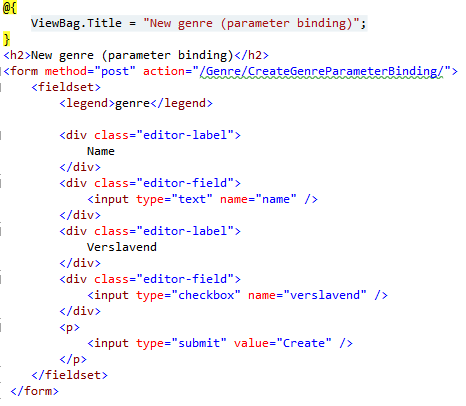 @{
    ViewBag.Title = "New genre (parameter binding)";
}
<h2>New genre (parameter binding)</h2>
<form method="post" action="/Genre/CreateGenreParameterBinding/">
    <fieldset>
        <legend>genre</legend>

        <div class="editor-label">
            Name
        </div>
        <div class="editor-field">
            <input type="text" name="name" />
        </div>
        <div class="editor-label">
            Verslavend
        </div>
        <div class="editor-field">
            <input type="checkbox" name="verslavend" />
        </div>
        <p>
            <input type="submit" value="Create" />
        </p>
    </fieldset>
</form>